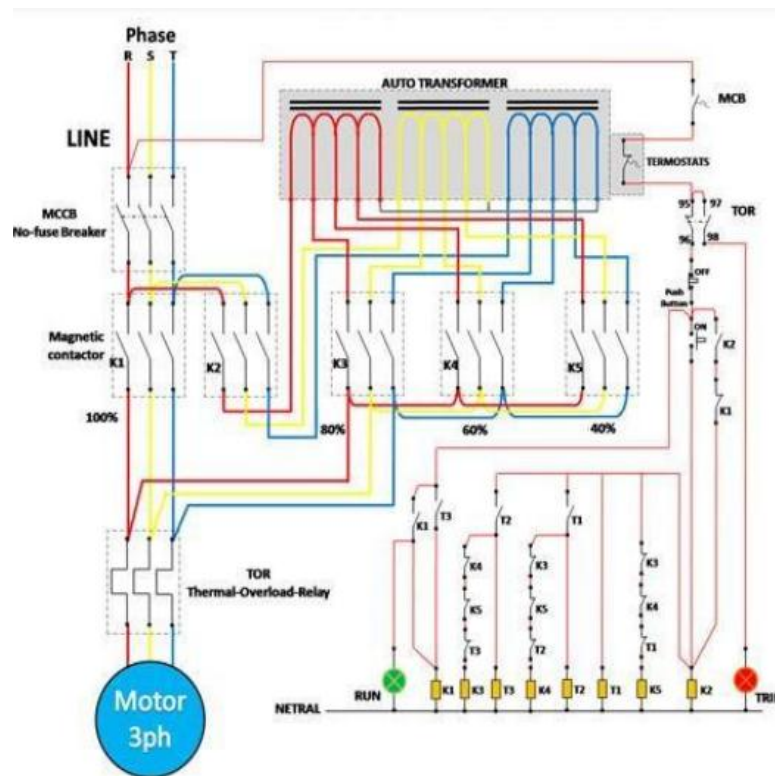 Phase
R S T
AUTO TRANSFORMER
MCB
LINE
TERMOSTATS
MCCB
No-fuse Breaker
95 97
TOR
96 98
OFF
Push
Button
ON
Magnetic
contactor
K1 K2 K3 K4 K5
K2
K1
100%
80% 60% 40%
K1 T3 T2 T1
K4 K3 K3
K5 K5 K4
T3 T2 T1
TOR
Thermal-Overload-Relay
RUN K1 K3 T3 K4 T2 T1 K5 K2 TRI
NETRAL
Motor
3ph